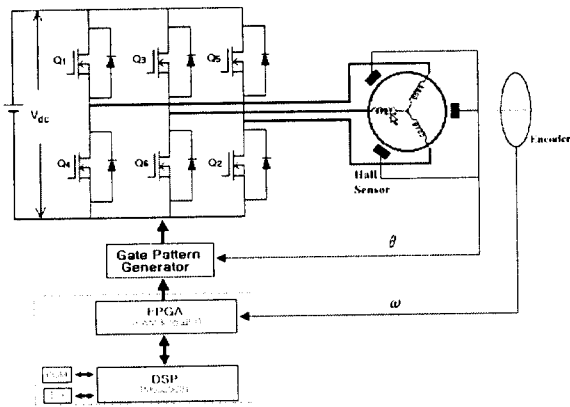 Q1
Q3
Q5
Vdc
Q4
Q6
Q2
Hall
Sensor
Encoder
θ
Gate Pattern
Generator
ω
FPGA
DSP